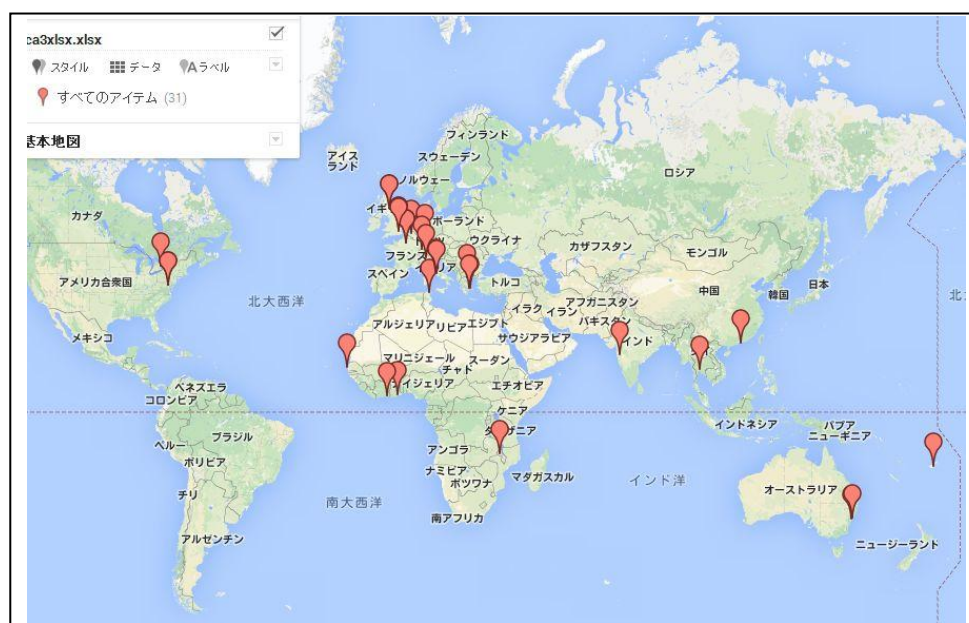 ca3xlsx.xlsx
スタイル データ Aラベル
すべてのアイテム (31)
基本地図
アイスランド
フィンランド
スウェーデン
ノルウェー
ロシア
カナダ
イギ
ポーランド
ウクライナ
カザフスタン
モンゴル
フランス
イ リア
スペイン
トルコ
アメリカ合衆国
北大西洋
中国
韓国
日本
北
アフガニスタン
イラク
イラン
パキスタン
メキシコ
アルジェリア
リビア
エジプト
サウジアラビア
インド
タイ
マリ
ニジェール
チャド
スーダン
ナイジェリア
エチオピア
ベネズエラ
コロンビア
ケニア
インドネシア
パプア
ニューギニア
ブラジル
ペルー
タ ザニア
アンゴラ
ボリビア
ナミビア
ボツワナ
マダガスカル
インド洋
オーストラリア
チリ
南大西洋
南アフリカ
アルゼンチン
ニュージーランド